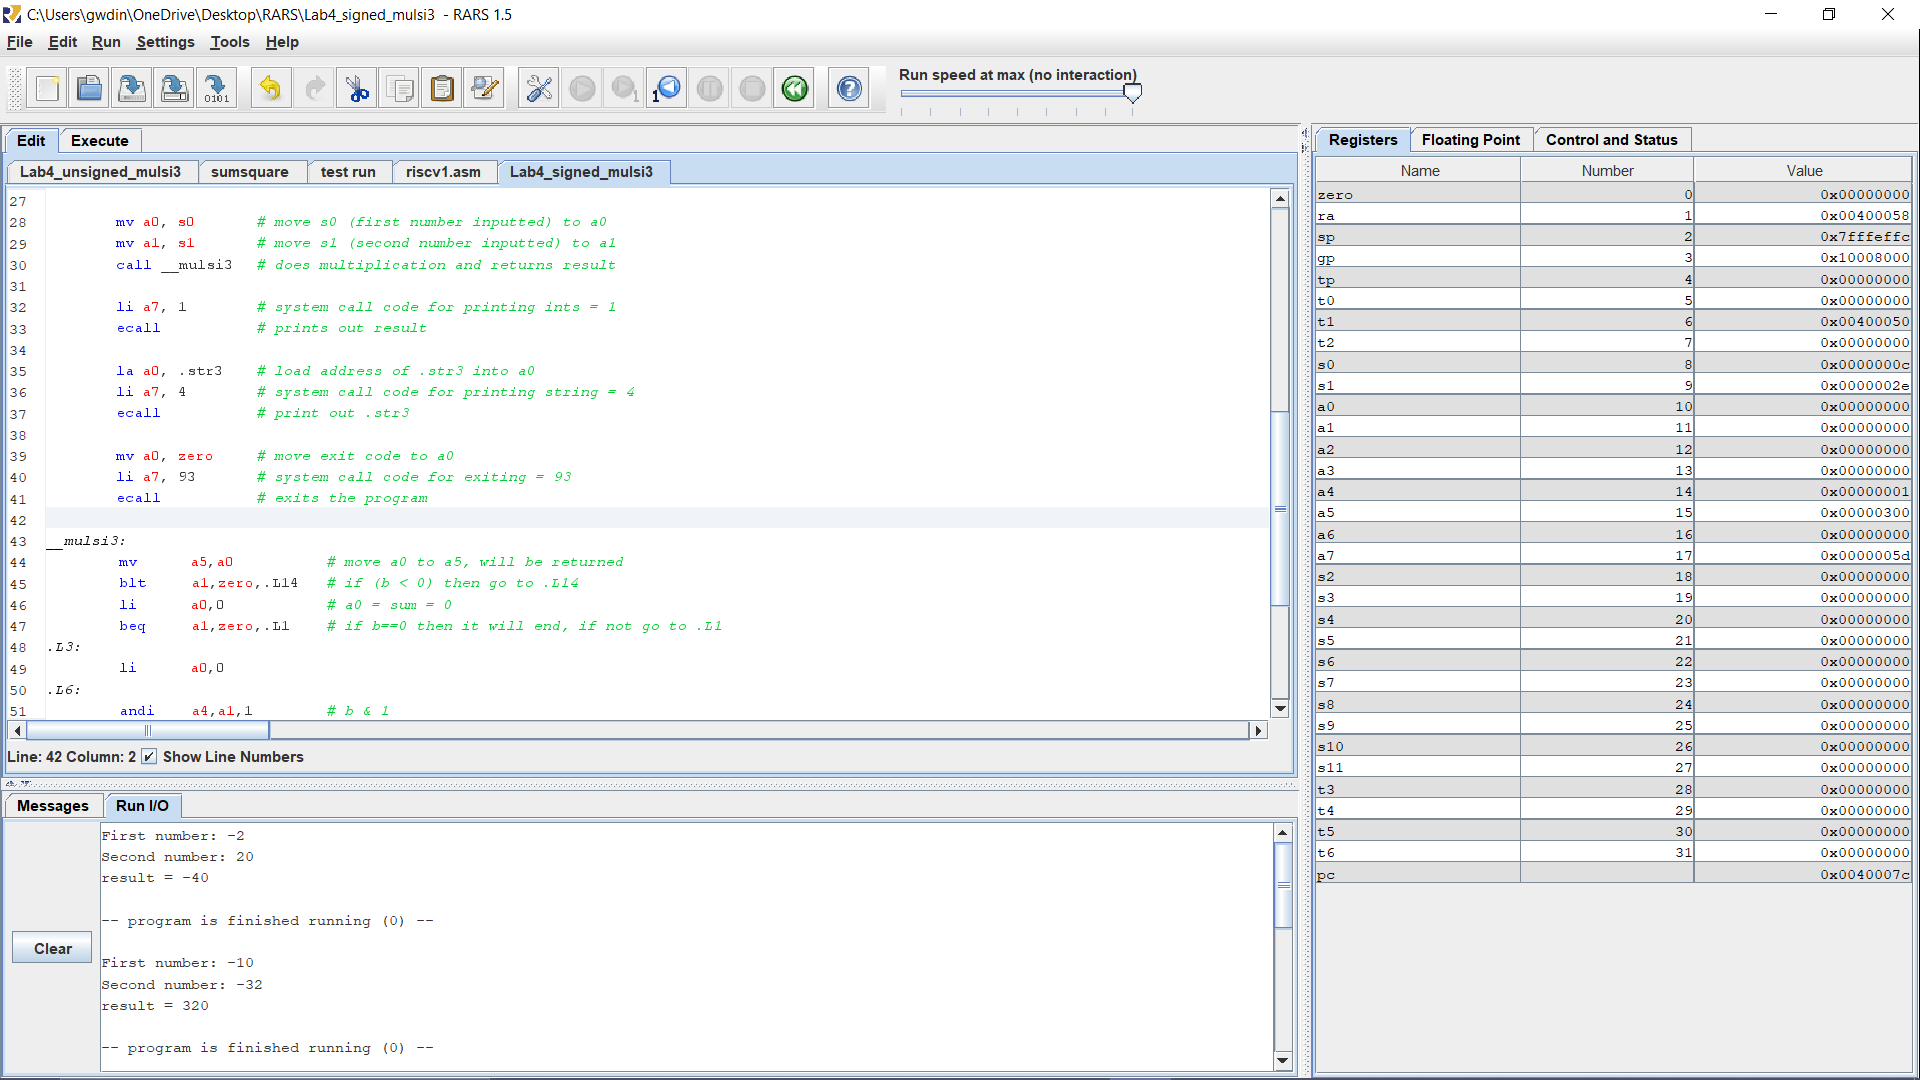 C:\Users\gwdin\OneDrive\Desktop\RARS\Lab4_signed_mulsi3 - RARS 1.5
File Edit Run Settings Tools Help
Run speed at max (no interaction)
Edit Execute
Lab4_unsigned_mulsi3 sumsquare test run riscv1.asm Lab4_signed_mulsi3
27
28 mv a0, s0 # move s0 (first number inputted) to a0
29 mv a1, s1 # move s1 (second number inputted) to a1
30 call __mulsi3 # does multiplication and returns result
31
32 li a7, 1 # system call code for printing ints = 1
33 ecall # prints out result
34
35 la a0, .str3 # load address of .str3 into a0
36 li a7, 4 # system call code for printing string = 4
37 ecall # print out .str3
38
39 mv a0, zero # move exit code to a0
40 li a7, 93 # system call code for exiting = 93
41 ecall # exits the program
42
43 __mulsi3:
44 mv a5,a0 # move a0 to a5, will be returned
45 blt a1,zero,.L14 # if (b < 0) then go to .L14
46 li a0,0 # a0 = sum = 0
47 beq a1,zero,.L1 # if b==0 then it will end, if not go to .L1
48 .L3:
49 li a0,0
50 .L6:
51 andi a4,a1,1 # b & 1
Line: 42 Column: 2 Show Line Numbers
Messages Run I/O
Clear
First number: -2
Second number: 20
result = -40
-- program is finished running (0) --
First number: -10
Second number: -32
result = 320
-- program is finished running (0) --
Registers Floating Point Control and Status
Name Number Value
zero 0 0x00000000
ra 1 0x00400058
sp 2 0x7fffeffc
gp 3 0x10008000
tp 4 0x00000000
t0 5 0x00000000
t1 6 0x00400050
t2 7 0x00000000
s0 8 0x0000000c
s1 9 0x0000002e
a0 10 0x00000000
a1 11 0x00000000
a2 12 0x00000000
a3 13 0x00000000
a4 14 0x00000001
a5 15 0x00000300
a6 16 0x00000000
a7 17 0x0000005d
s2 18 0x00000000
s3 19 0x00000000
s4 20 0x00000000
s5 21 0x00000000
s6 22 0x00000000
s7 23 0x00000000
s8 24 0x00000000
s9 25 0x00000000
s10 26 0x00000000
s11 27 0x00000000
t3 28 0x00000000
t4 29 0x00000000
t5 30 0x00000000
t6 31 0x00000000
pc 0x0040007c